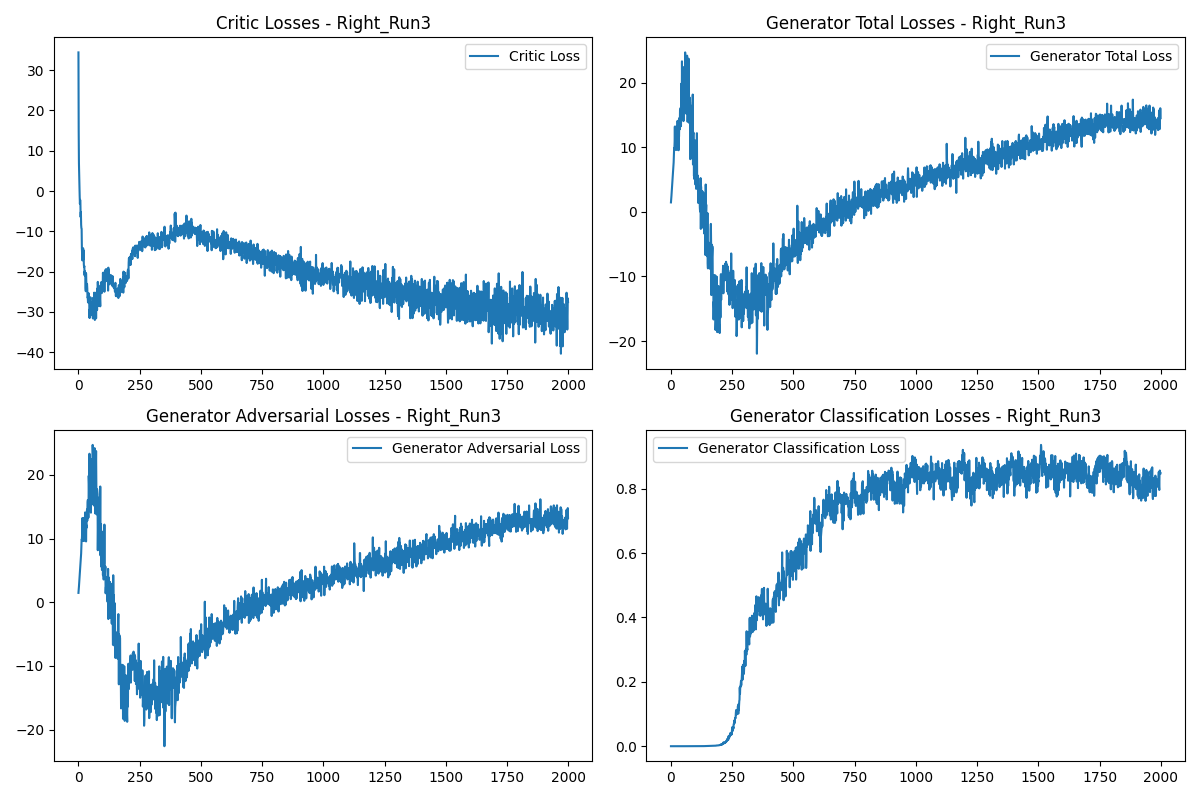 Critic Losses - Right_Run3
Critic Loss
30
20
10
0
−10
−20
−30
−40
0 250 500 750 1000 1250 1500 1750 2000
Generator Total Losses - Right_Run3
Generator Total Loss
20
10
0
−10
−20
0 250 500 750 1000 1250 1500 1750 2000
Generator Adversarial Losses - Right_Run3
Generator Adversarial Loss
20
10
0
−10
−20
0 250 500 750 1000 1250 1500 1750 2000
Generator Classification Losses - Right_Run3
Generator Classification Loss
0.8
0.6
0.4
0.2
0.0
0 250 500 750 1000 1250 1500 1750 2000